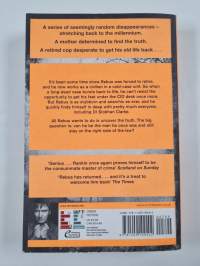 A series of seemingly random disappearances –
stretching back to the millennium.
A mother determined to find the truth.
A retired cop desperate to get his old life back . . .
It's been some time since Rebus was forced to retire,
and he now works as a civilian in a cold-case unit. So when
a long-dead case bursts back to life, he can't resist the
opportunity to get his feet under the CID desk once more.
But Rebus is as stubborn and anarchic as ever, and he
quickly finds himself in deep with pretty much everyone,
including DI Siobhan Clarke.
All Rebus wants to do is uncover the truth. The big
question is: can he be the man he once was and still
stay on the right side of the law?
'Genius . . . Rankin once again proves himself to be
the consummate master of crime' Scotland on Sunday
'Rebus has returned . . . and it's a treat to
welcome him back' The Times